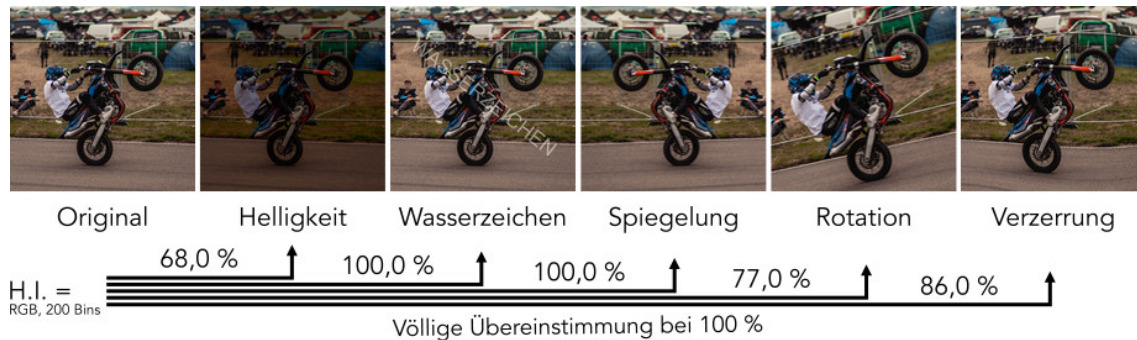 WASSERZEICHEN
Original Helligkeit Wasserzeichen Spiegelung Rotation Verzerrung
68,0 % 100,0 % 100,0 % 77,0 % 86,0 %
H.I. =
RGB, 200 Bins
Völlige Übereinstimmung bei 100 %